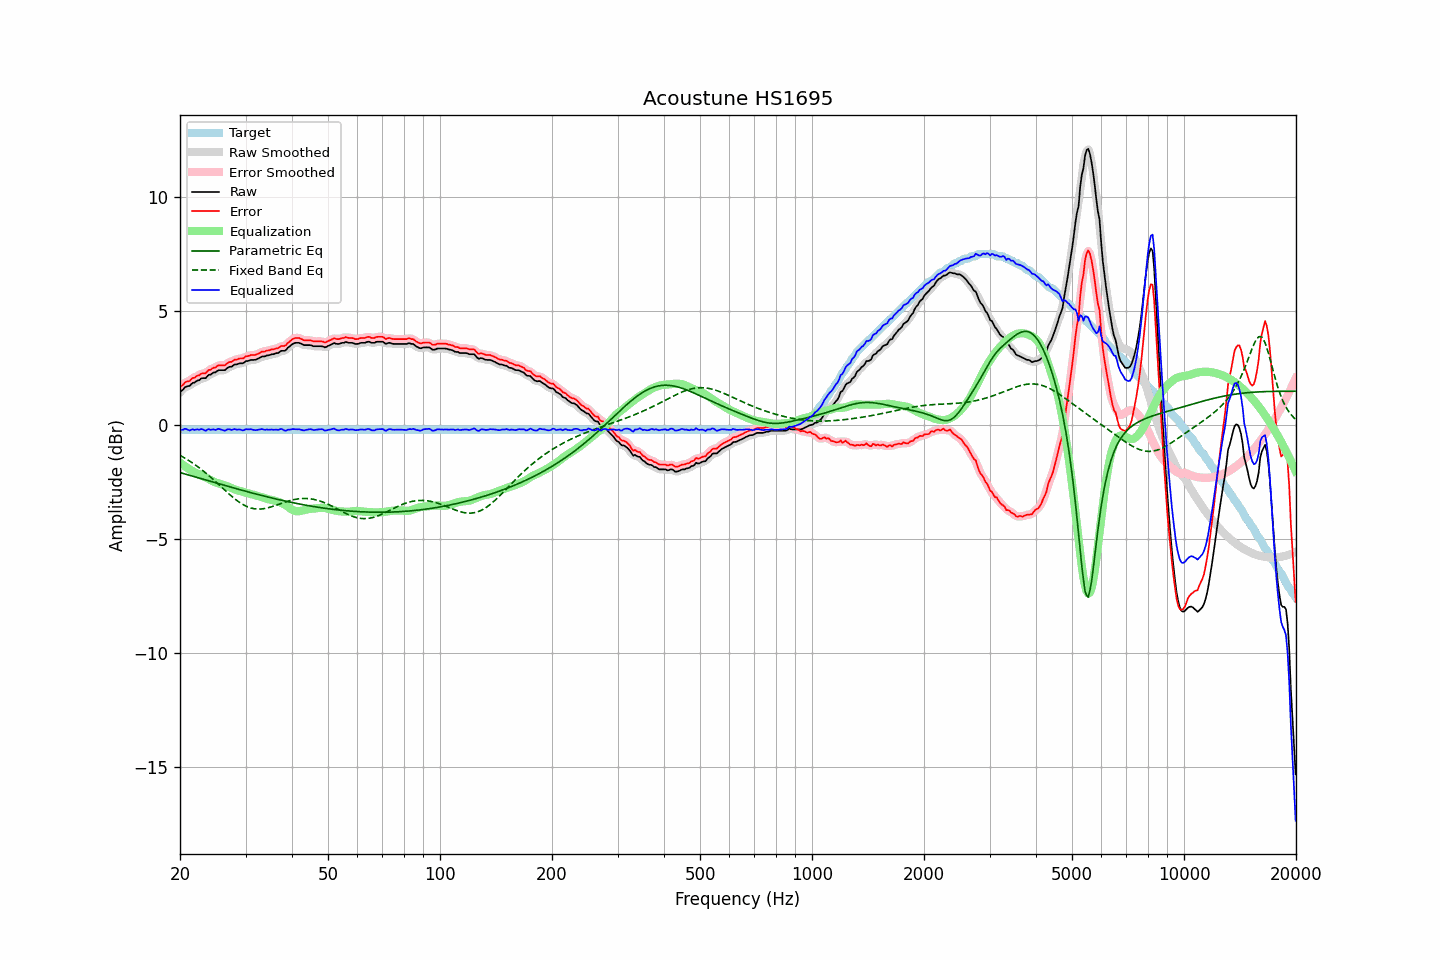 Acoustune HS1695
Target
Raw Smoothed
Error Smoothed
Raw
Error
Equalization
Parametric Eq
Fixed Band Eq
Equalized
10
5
0
−5
−10
−15
Amplitude (dBr)
20 50 100 200 500 1000 2000 5000 10000 20000
Frequency (Hz)